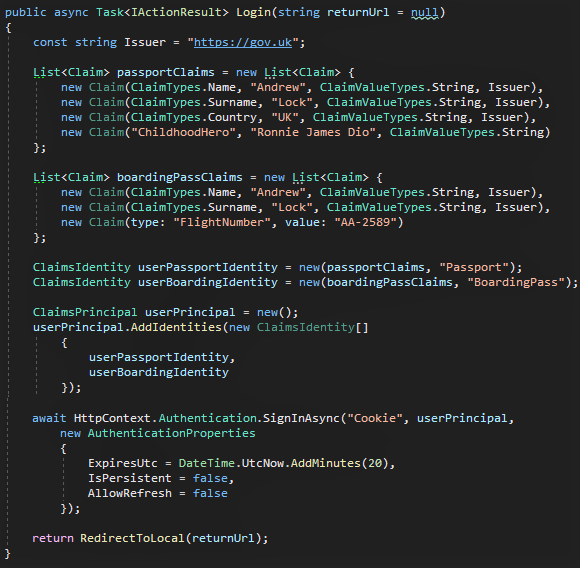 public async Task<IActionResult> Login(string returnUrl = null)
{
const string Issuer = "https://gov.uk";
List<Claim> passportClaims = new List<Claim> {
new Claim(ClaimTypes.Name, "Andrew", ClaimValueTypes.String, Issuer),
new Claim(ClaimTypes.Surname, "Lock", ClaimValueTypes.String, Issuer),
new Claim(ClaimTypes.Country, "UK", ClaimValueTypes.String, Issuer),
new Claim("ChildhoodHero", "Ronnie James Dio", ClaimValueTypes.String)
};
List<Claim> boardingPassClaims = new List<Claim> {
new Claim(ClaimTypes.Name, "Andrew", ClaimValueTypes.String, Issuer),
new Claim(ClaimTypes.Surname, "Lock", ClaimValueTypes.String, Issuer),
new Claim(type: "FlightNumber", value: "AA-2589")
};
ClaimsIdentity userPassportIdentity = new(passportClaims, "Passport");
ClaimsIdentity userBoardingIdentity = new(boardingPassClaims, "BoardingPass");
ClaimsPrincipal userPrincipal = new();
userPrincipal.AddIdentities(new ClaimsIdentity[]
{
userPassportIdentity,
userBoardingIdentity
});
await HttpContext.Authentication.SignInAsync("Cookie", userPrincipal,
new AuthenticationProperties
{
ExpiresUtc = DateTime.UtcNow.AddMinutes(20),
IsPersistent = false,
AllowRefresh = false
});
return RedirectToLocal(returnUrl);
}